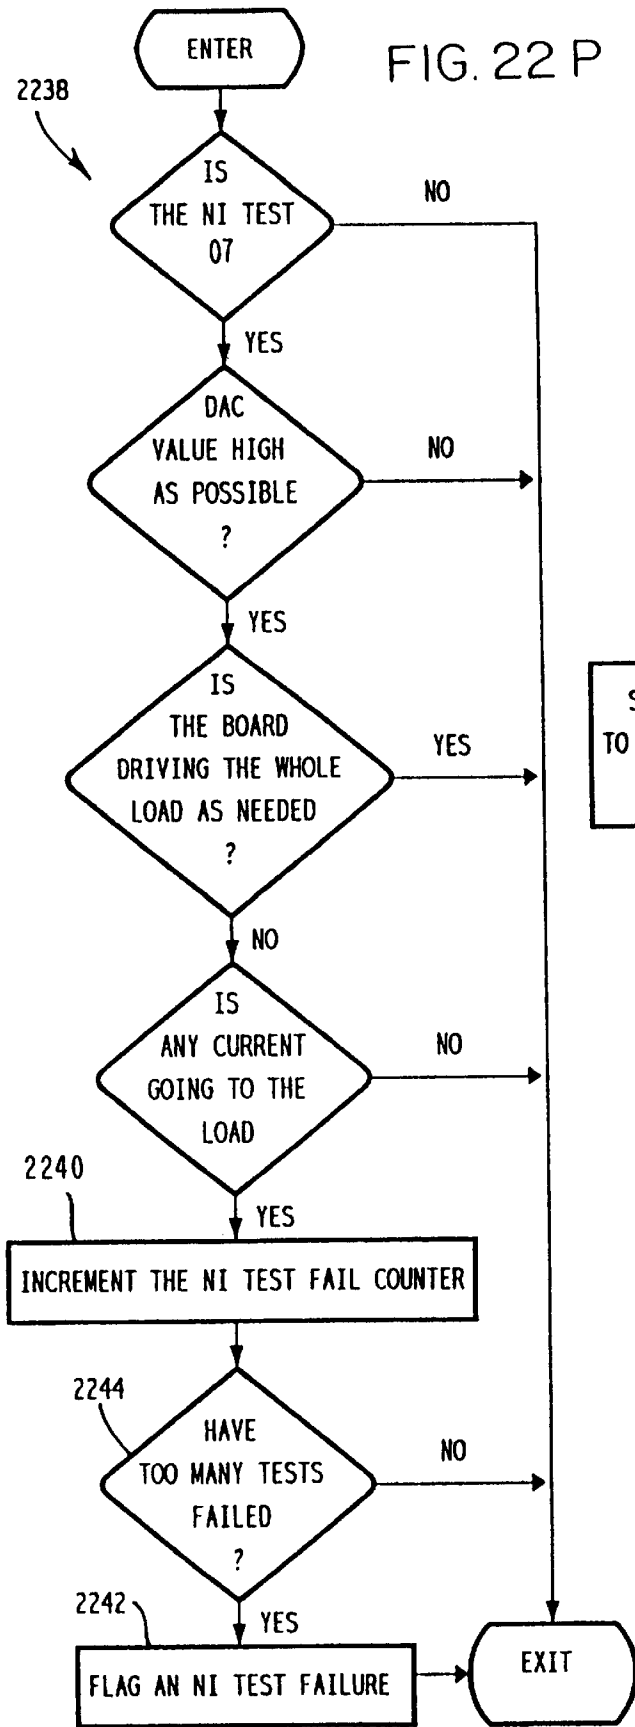 ENTER
FIG. 22 P
2238
IS
THE NI TEST
07
NO
YES
DAC
VALUE HIGH
AS POSSIBLE
?
NO
YES
IS
THE BOARD
DRIVING THE WHOLE
LOAD AS NEEDED
?
YES
S
TO
NO
IS
ANY CURRENT
GOING TO THE
LOAD
NO
2240
YES
INCREMENT THE NI TEST FAIL COUNTER
2244
HAVE
TOO MANY TESTS
FAILED
?
NO
2242
YES
FLAG AN NI TEST FAILURE
EXIT